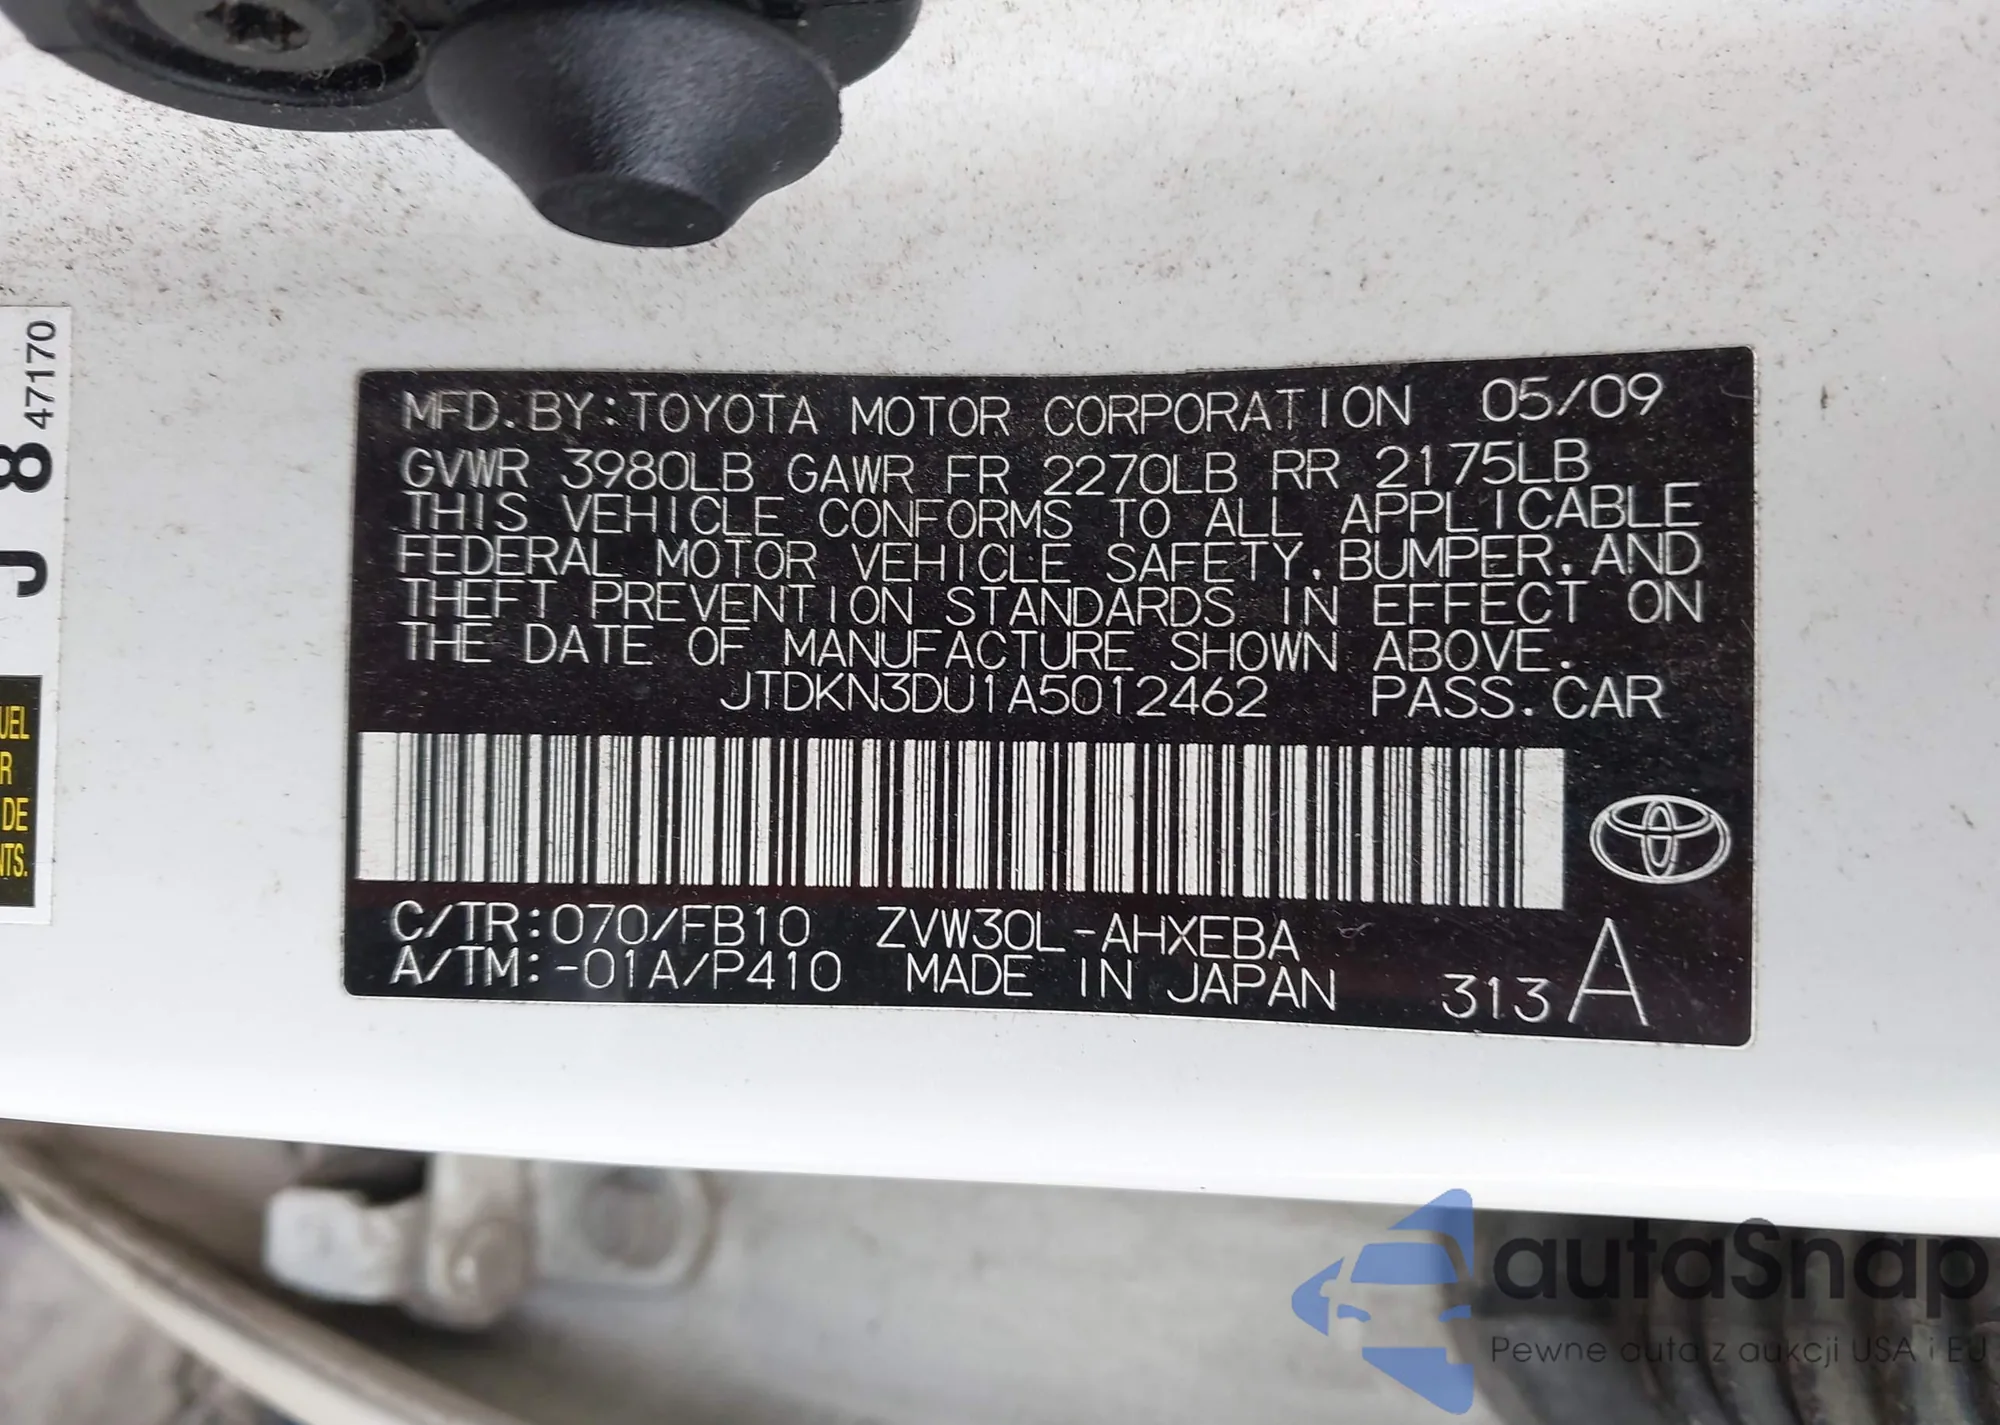 J 8 47170
UEL
R
DE
NTS.
MFD. BY: TOYOTA MOTOR CORPORATION 05/09
GVWR 3980LB GAWR FR 2270LB RR 2175LB
THIS VEHICLE CONFORMS TO ALL APPLICABLE
FEDERAL MOTOR VEHICLE SAFETY, BUMPER, AND
THEFT PREVENTION STANDARDS IN EFFECT ON
THE DATE OF MANUFACTURE SHOWN ABOVE.
JTDKN3DU1A5012462 PASS. CAR
C/TR: 070/FB10 ZVW30L-AHXEBA
A/TM: -01A/P410 MADE IN JAPAN 313 A
autaSnap
Pewne auta z aukcji USA i EU